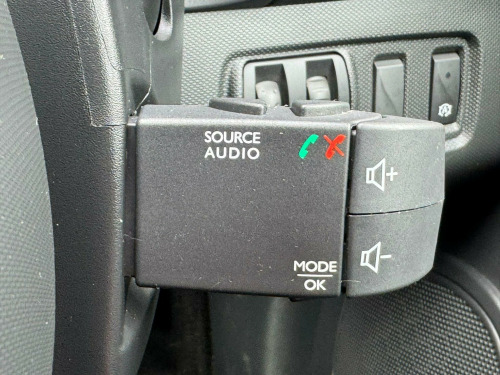 SOURCE
AUDIO
+
MODE
OK
-